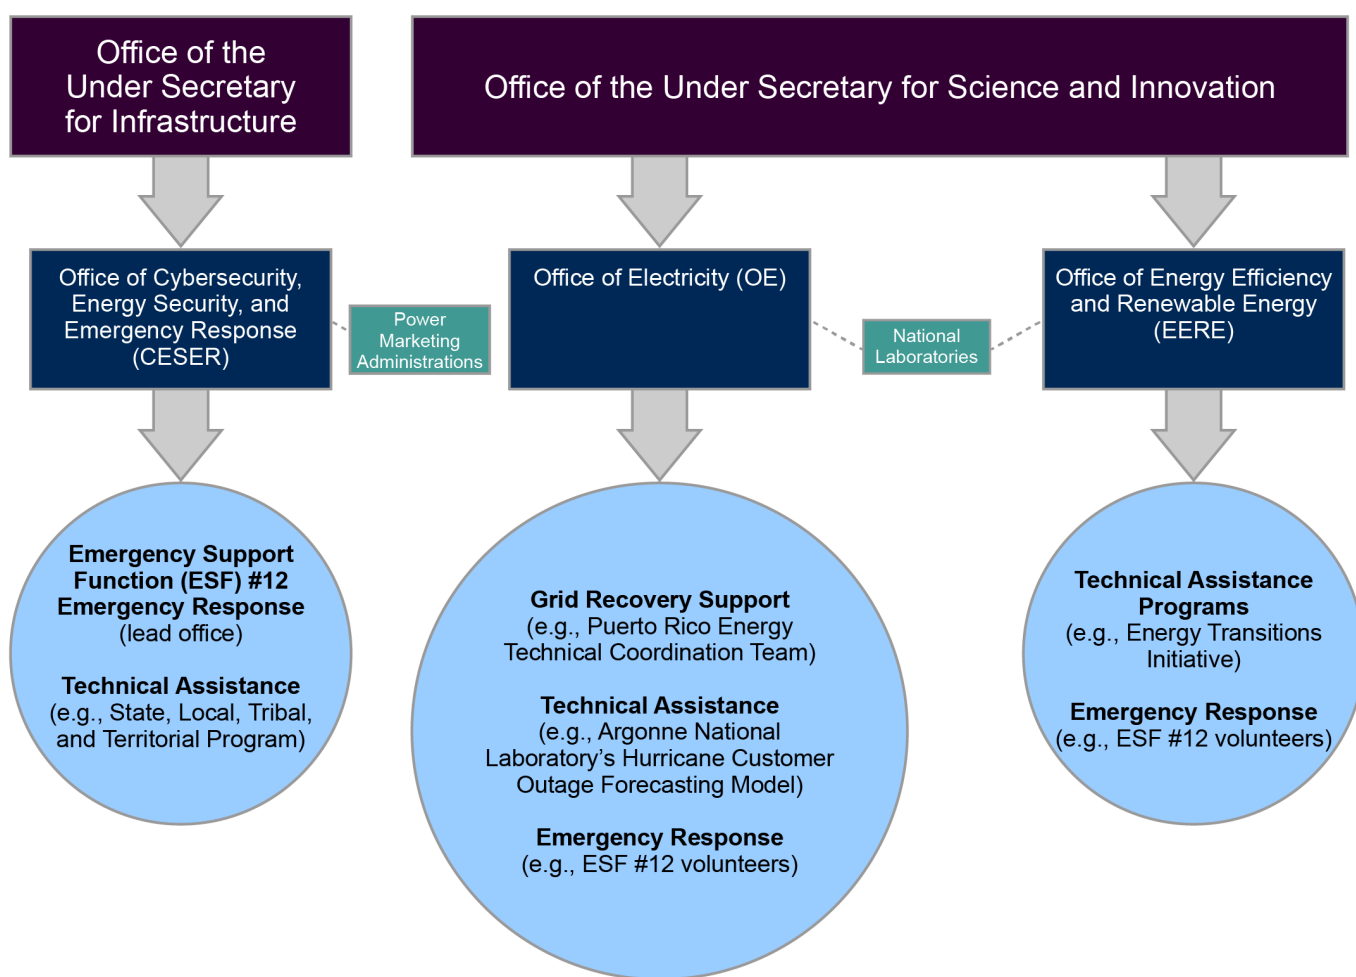 Office of the
Under Secretary
for Infrastructure
Office of the Under Secretary for Science and Innovation
Office of Cybersecurity,
Energy Security, and
Emergency Response
(CESER)
Power
Marketing
Administrations
Office of Electricity (OE)
National
Laboratories
Office of Energy Efficiency
and Renewable Energy
(EERE)
Emergency Support
Function (ESF) #12
Emergency Response
(lead office)
Technical Assistance
(e.g., State, Local, Tribal,
and Territorial Program)
Grid Recovery Support
(e.g., Puerto Rico Energy
Technical Coordination Team)
Technical Assistance
(e.g., Argonne National
Laboratory’s Hurricane Customer
Outage Forecasting Model)
Emergency Response
(e.g., ESF #12 volunteers)
Technical Assistance
Programs
(e.g., Energy Transitions
Initiative)
Emergency Response
(e.g., ESF #12 volunteers)